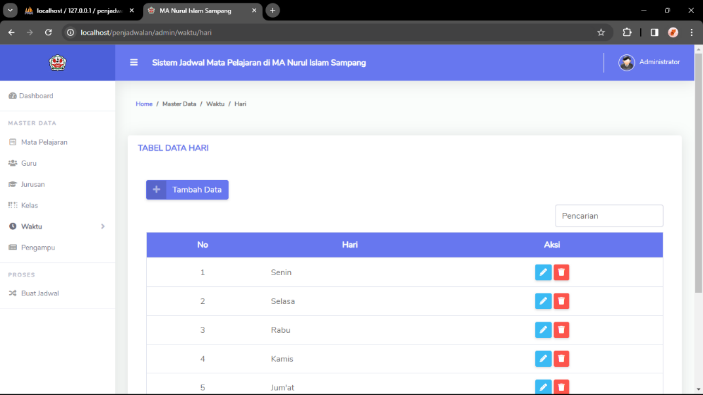 localhost / 127.0.0.1 / penjadw
MA Nurul Islam Sampang
localhost/penjadwalan/admin/waktu/hari
Sistem Jadwal Mata Pelajaran di MA Nurul Islam Sampang
Administrator
Dashboard
MASTER DATA
Mata Pelajaran
Guru
Jurusan
Kelas
Waktu
Pengampu
PROSES
Buat Jadwal
Home / Master Data / Waktu / Hari
TABEL DATA HARI
+ Tambah Data
Pencarian
No Hari Aksi
1 Senin
2 Selasa
3 Rabu
4 Kamis
5 Jum'at